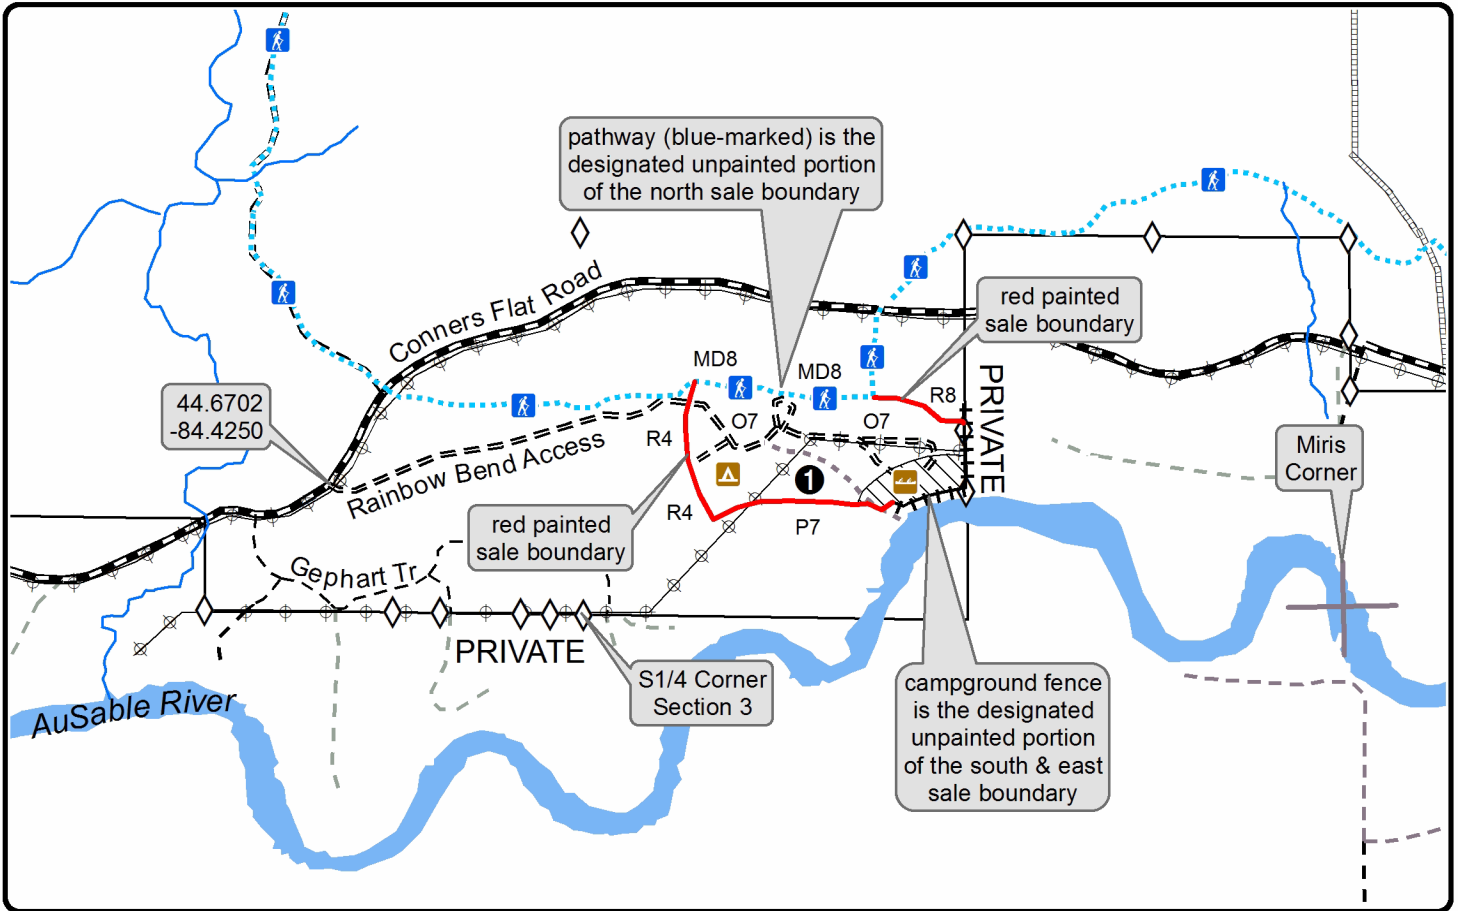 pathway (blue-marked) is the
designated unpainted portion
of the north sale boundary
Conners Flat Road
red painted
sale boundary
MD8
MD8
R8
PRIVATE
44.6702
-84.4250
O7
O7
R4
Rainbow Bend Access
Miris
Corner
1
R4
P7
red painted
sale boundary
Gephart Tr
PRIVATE
S1/4 Corner
Section 3
campground fence
is the designated
unpainted portion
of the south & east
sale boundary
AuSable River